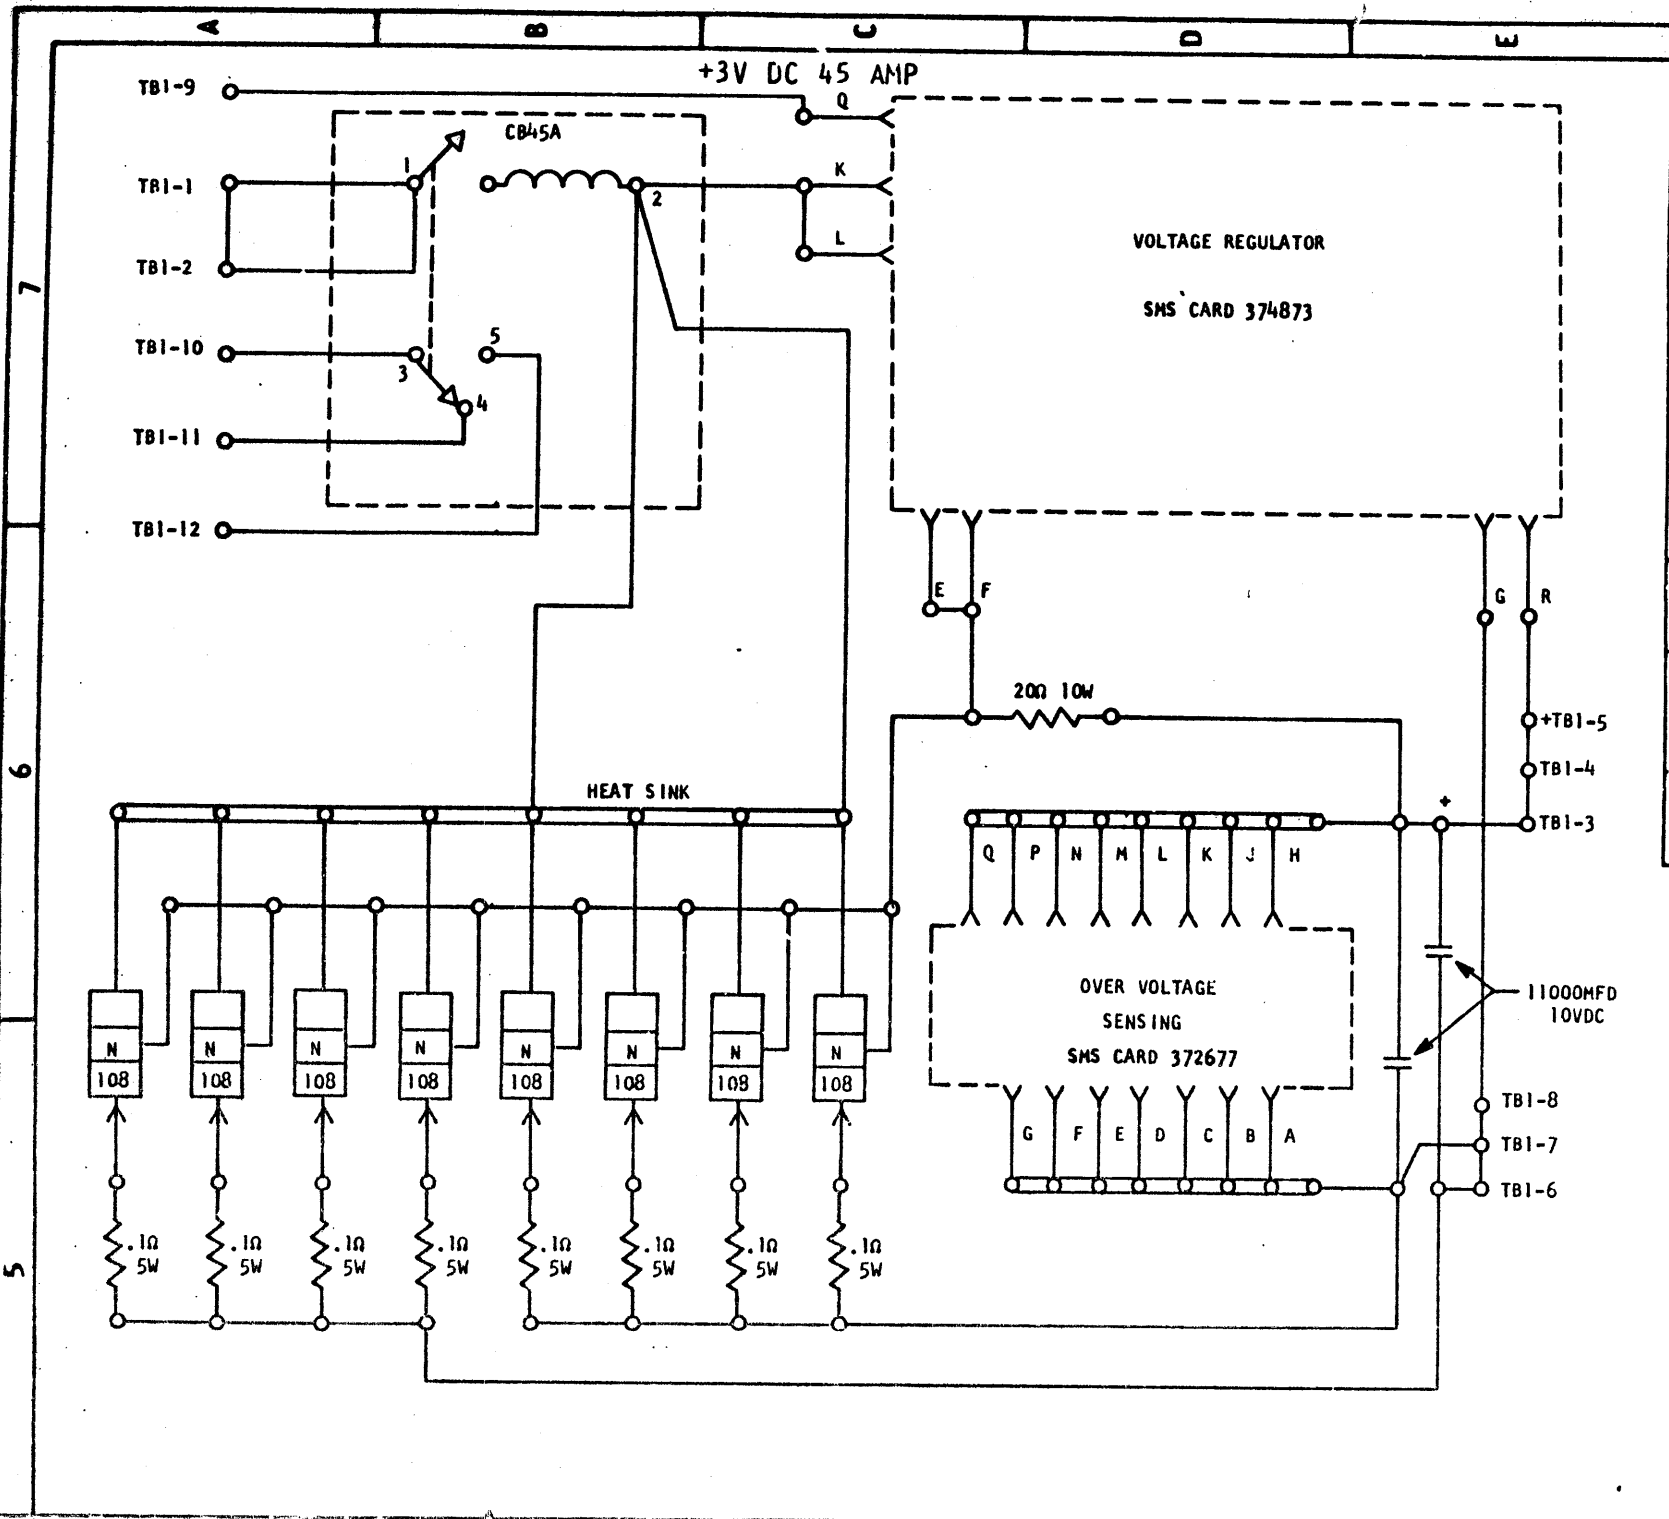 A B C D E
+3V DC 45 AMP
TB1-9
Q
CB45A
1
K
TB1-1
2
L
TB1-2
VOLTAGE REGULATOR
7
SMS CARD 374873
TB1-10
5
3
4
TB1-11
TB1-12
E F
G R
20Ω 10W
+TB1-5
6
TB1-4
HEAT SINK
+
TB1-3
Q P N M L K J H
OVER VOLTAGE
SENSING
SMS CARD 372677
11000MFD
10VDC
N N N N N N N N
108 108 108 108 108 108 108 108
TB1-8
G F E D C B A
TB1-7
TB1-6
.1Ω .1Ω .1Ω .1Ω .1Ω .1Ω .1Ω .1Ω
5W 5W 5W 5W 5W 5W 5W 5W
5